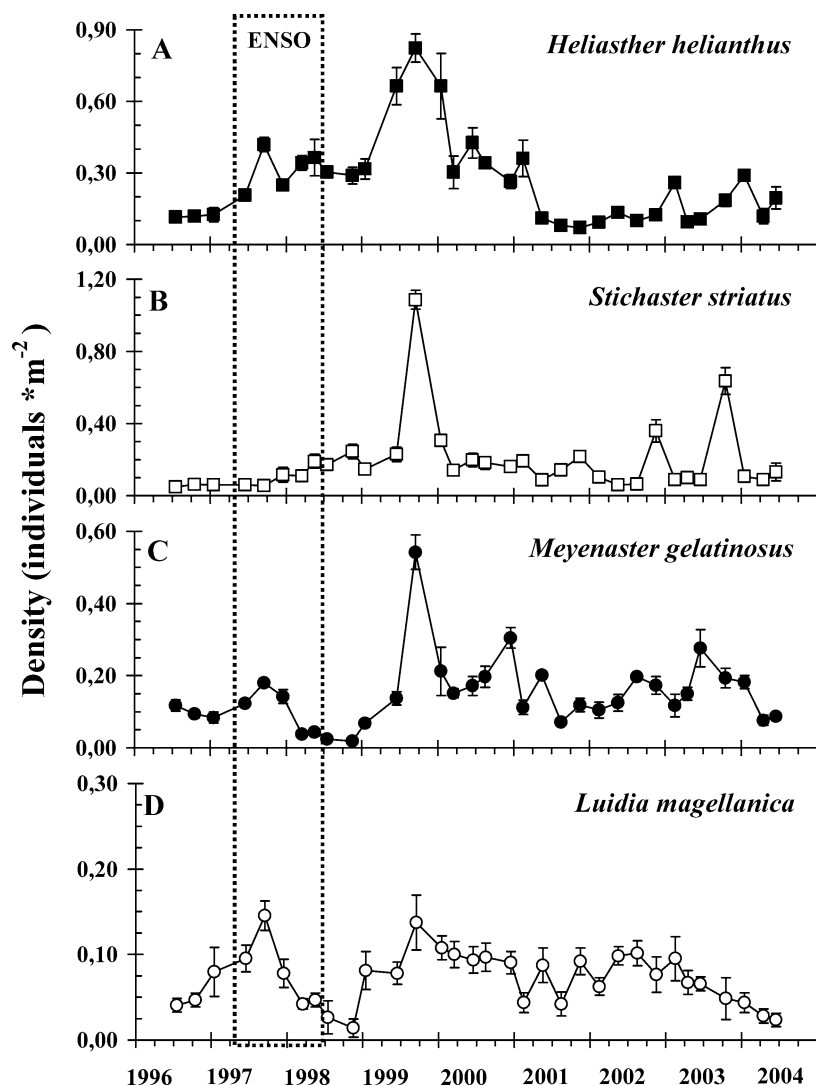 Density (individuals *m-2 )
A
ENSO
Heliasther helianthus
0,90
0,60
0,30
0,00
B
Stichaster striatus
1,20
0,80
0,40
0,00
C
Meyenaster gelatinosus
0,60
0,40
0,20
0,00
D
Luidia magellanica
0,30
0,20
0,10
0,00
1996 1997 1998 1999 2000 2001 2002 2003 2004